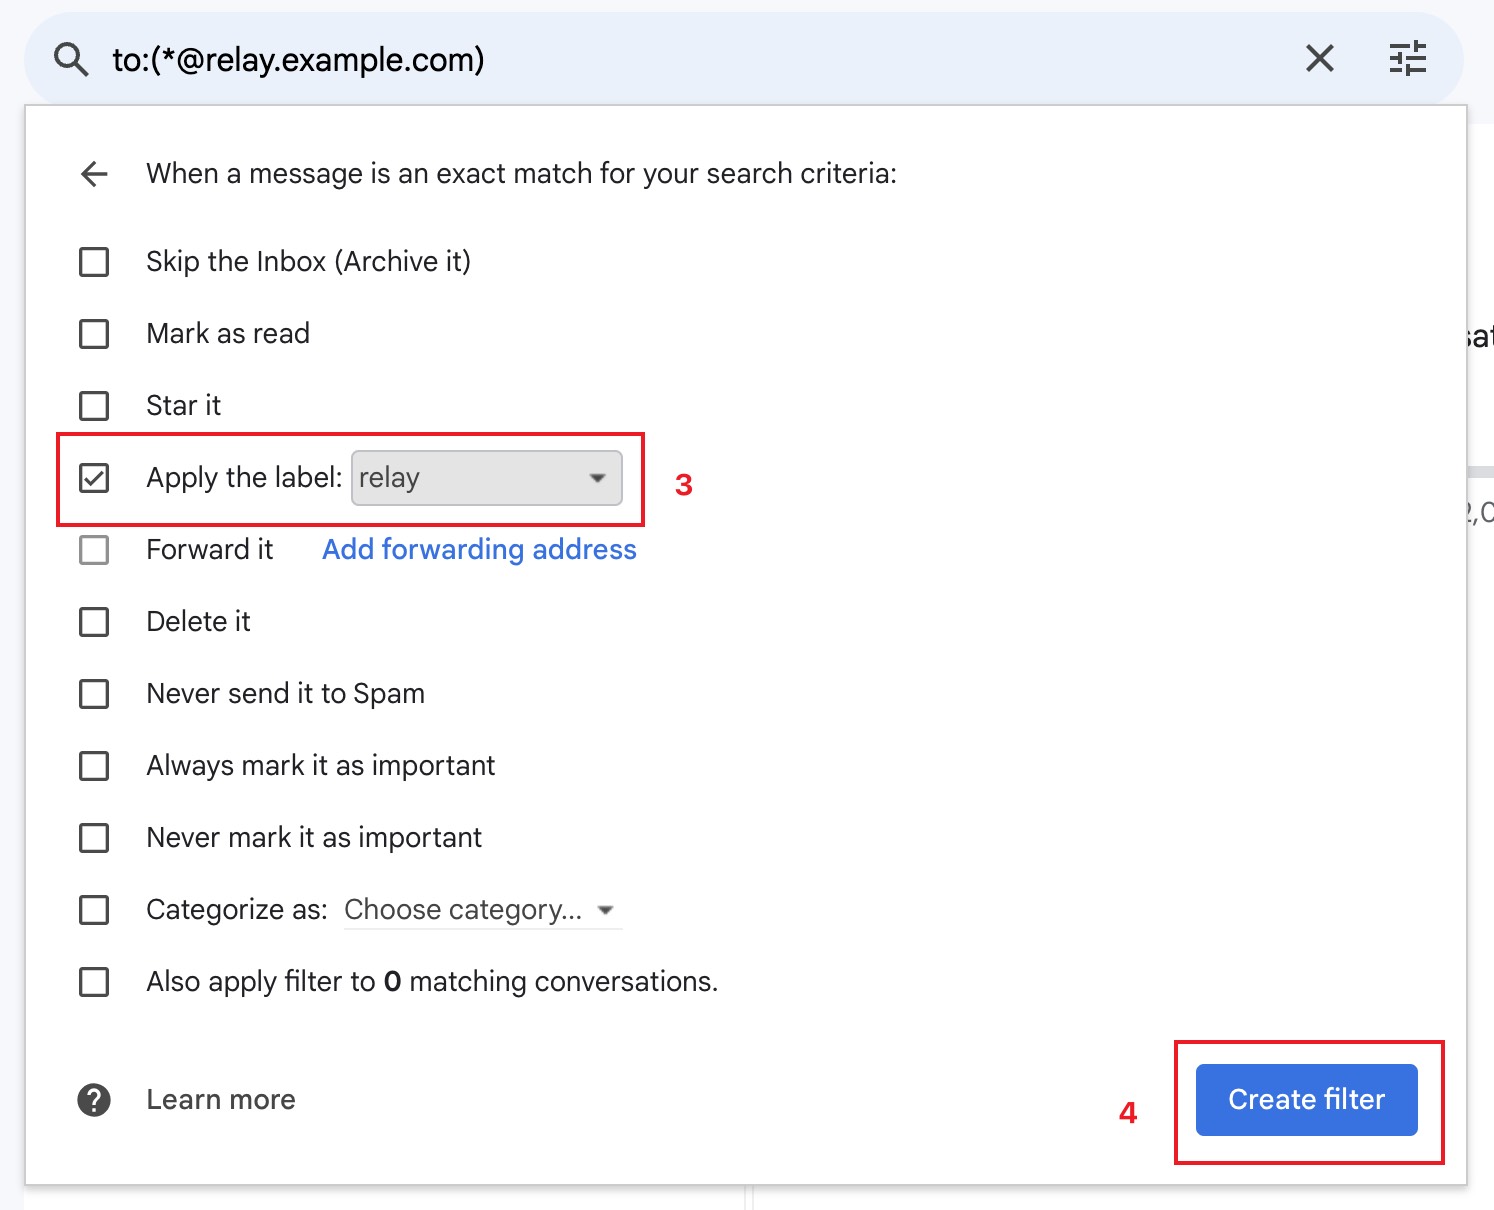 to:(*@relay.example.com)
When a message is an exact match for your search criteria:
Skip the Inbox (Archive it)
Mark as read
Star it
Apply the label: relay
3
Forward it Add forwarding address
Delete it
Never send it to Spam
Always mark it as important
Never mark it as important
Categorize as: Choose category...
Also apply filter to 0 matching conversations.
Learn more
4
Create filter